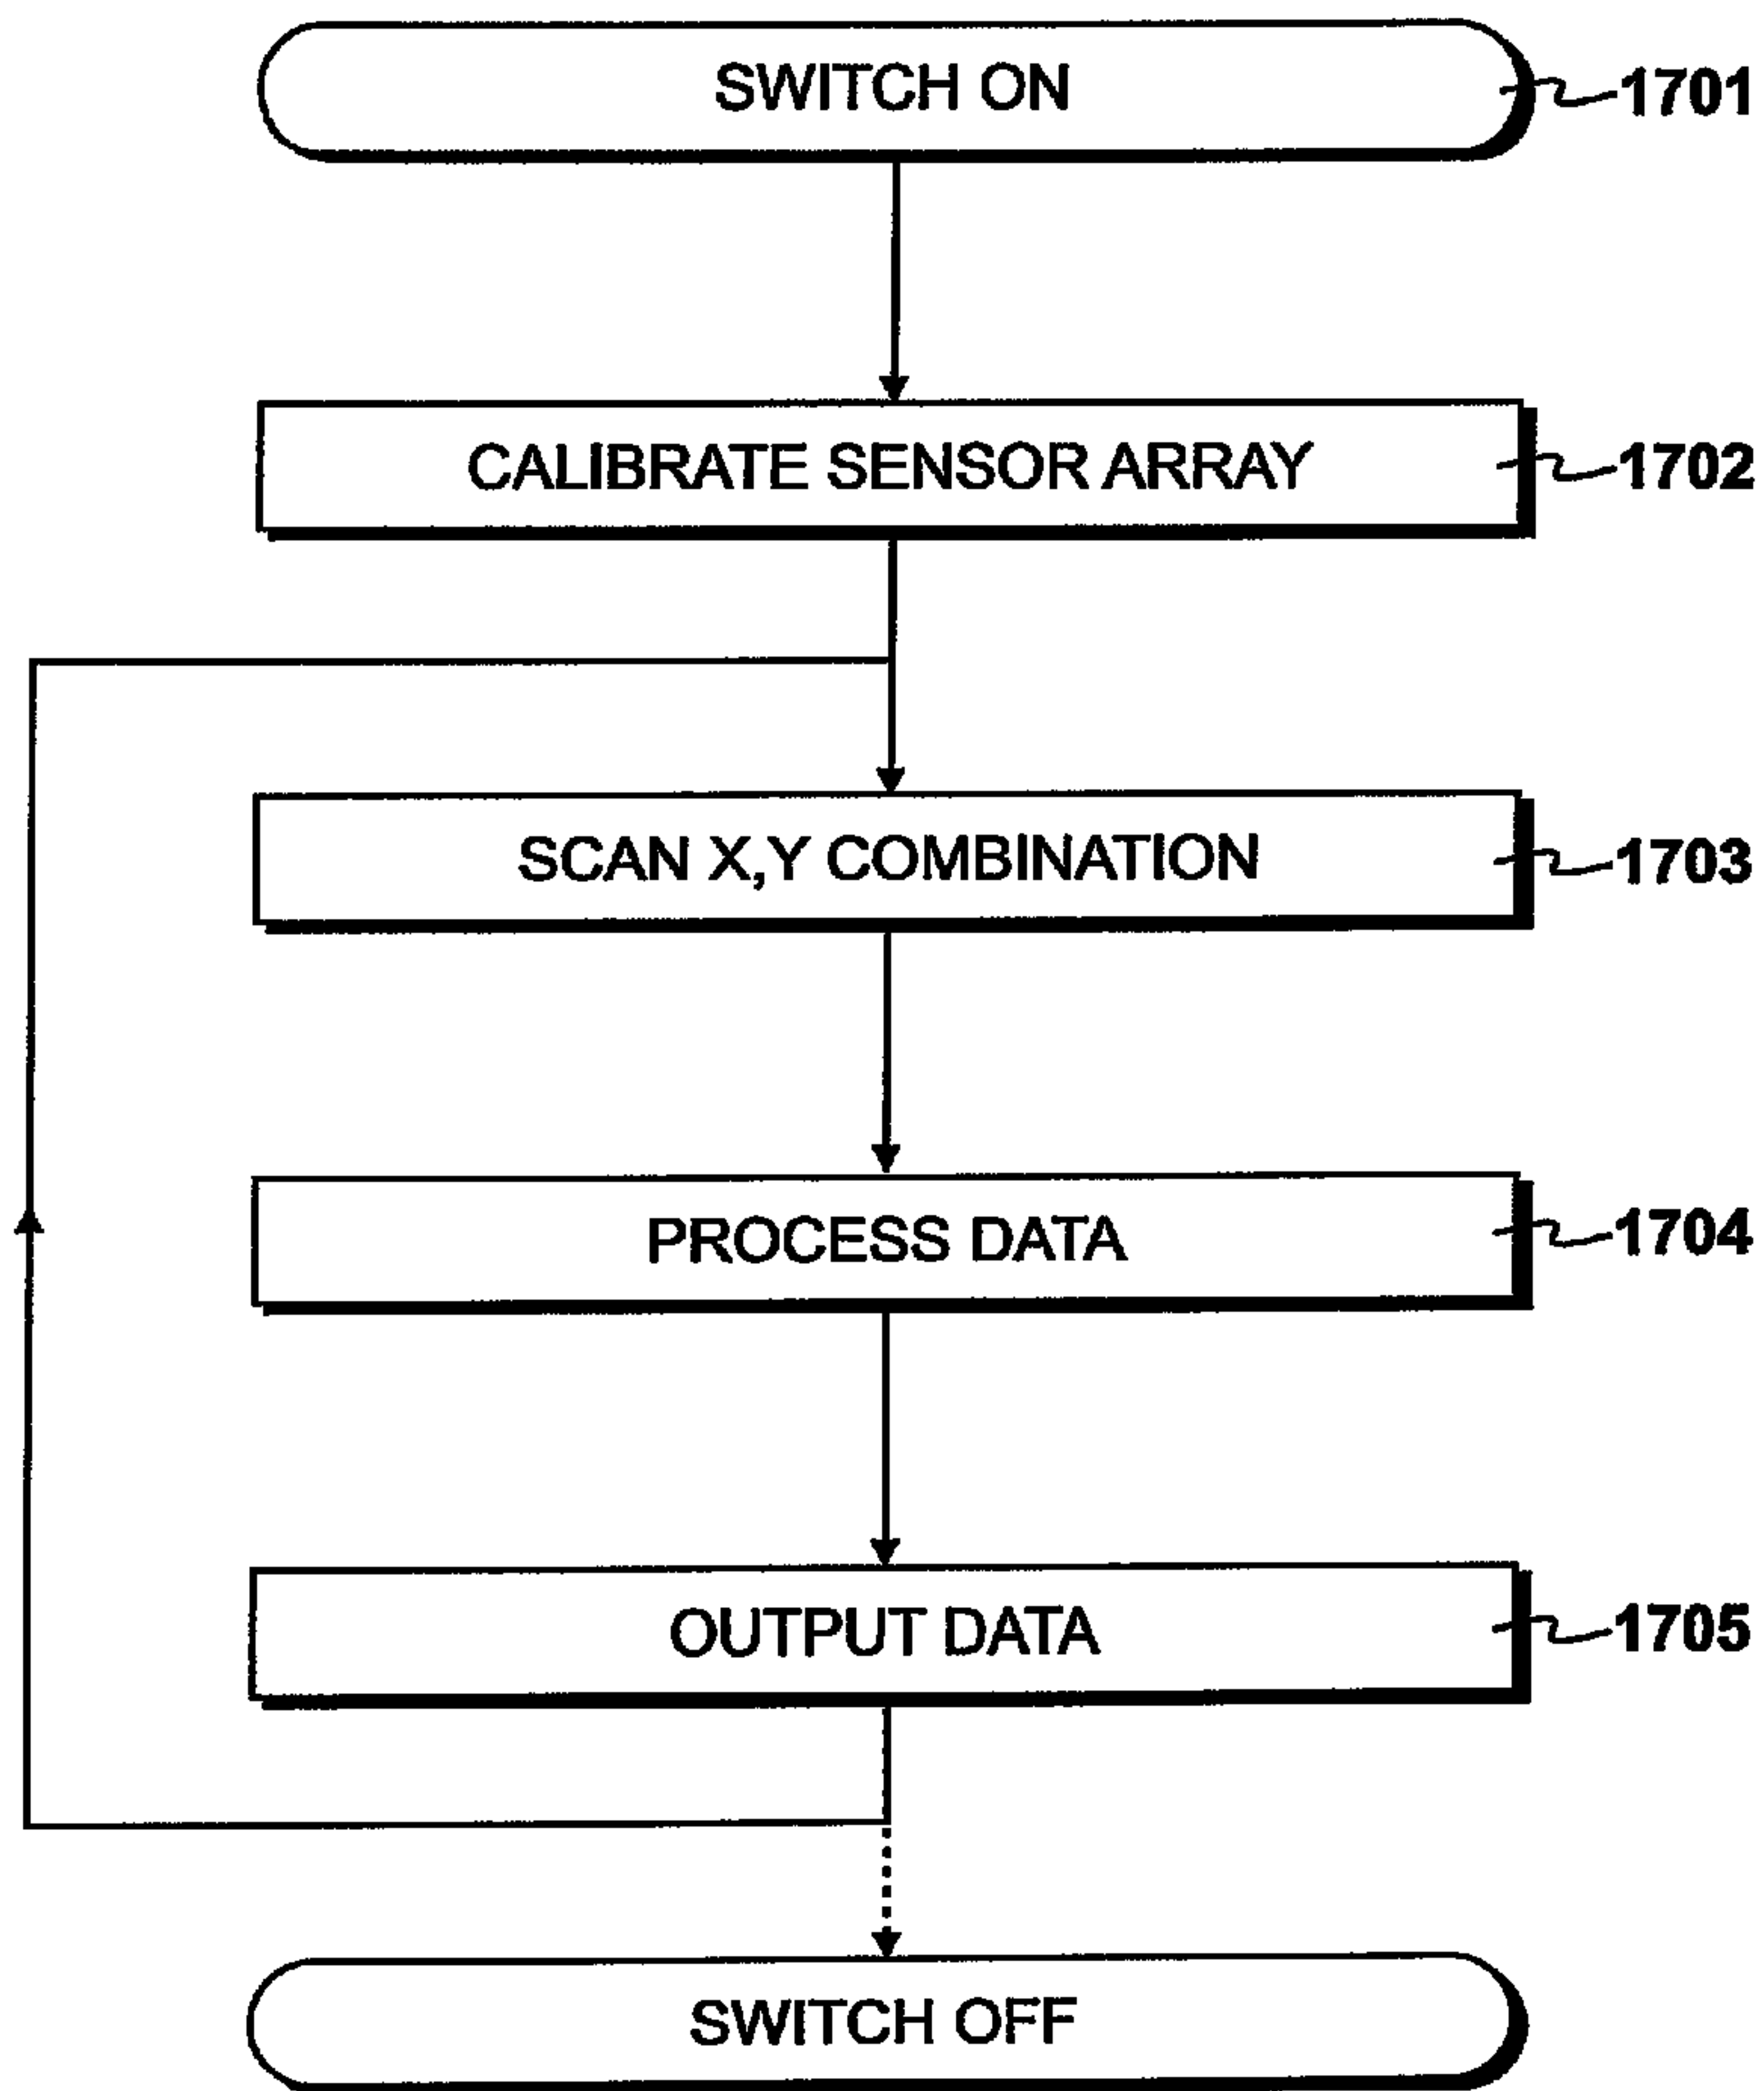 SWITCH ON
1701
CALIBRATE SENSOR ARRAY
1702
SCAN X,Y COMBINATION
1703
PROCESS DATA
1704
OUTPUT DATA
1705
SWITCH OFF